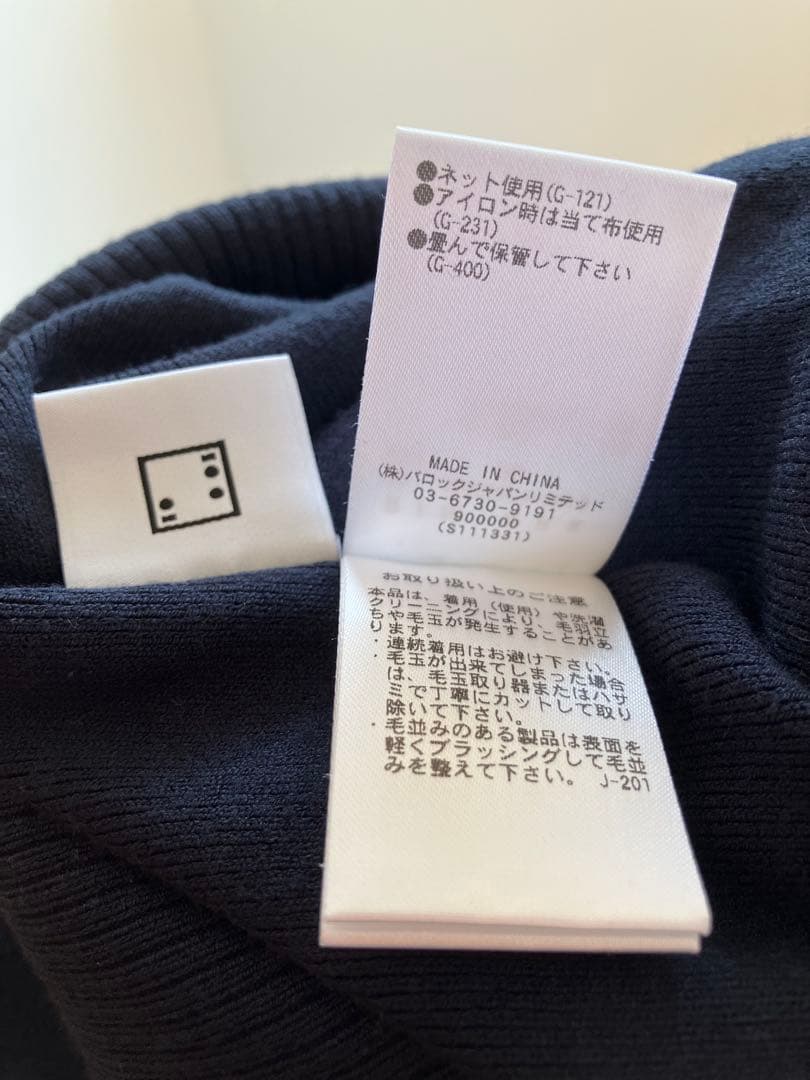 ●ネット使用(G-121)
●アイロン時は当て布使用
(G-231)
●畳んで保管して下さい
(G-400)
MADE IN CHINA
(株)バロックジャパンリミテッド
03-6730-9191
900000
(S111331)
お取り扱い上のご注意
本品は、着用(使用)や洗濯
クリーニングにより、毛羽立
ちや毛玉が発生することがあ
ります。
・連続着用はお避け下さい。
・毛玉が出来てしまった場合
は、毛玉取り器またはハサ
ミで丁寧にカットして取り
除いて下さい。
・毛並みのある製品は表面を
軽くブラッシングして毛並
みを整えて下さい。 J-201